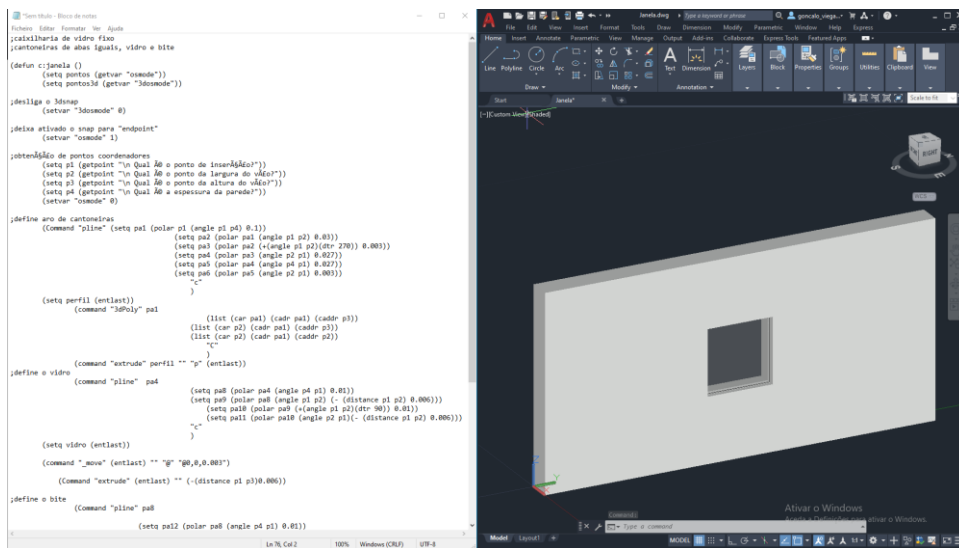 *Sem título - Bloco de notas
Ficheiro Editar Formatar Ver Ajuda
;caixilharia de vidro fixo
;cantoneiras de abas iguais, vidro e bite
(defun c:janela ()
(setq pontos (getvar "osmode"))
(setq pontos3d (getvar "3dosmode"))
;desliga o 3dsnap
(setvar "3dosmode" 0)
;deixa ativado o snap para "endpoint"
(setvar "osmode" 1)
;obtenÃ§Ã£o de pontos coordenadores
(setq p1 (getpoint "\n Qual Ã© o ponto de inserÃ§Ã£o?"))
(setq p2 (getpoint "\n Qual Ã© o ponto da largura do vÃ£o?"))
(setq p3 (getpoint "\n Qual Ã© o ponto da altura do vÃ£o?"))
(setq p4 (getpoint "\n Qual Ã© a espessura da parede?"))
(setvar "osmode" 0)
;define aro de cantoneiras
(Command "pline" (setq pa1 (polar p1 (angle p1 p4) 0.1))
(setq pa2 (polar pa1 (angle p1 p2) 0.03))
(setq pa3 (polar pa2 (+(angle p1 p2)(dtr 270)) 0.003))
(setq pa4 (polar pa3 (angle p2 p1) 0.027))
(setq pa5 (polar pa4 (angle p4 p1) 0.027))
(setq pa6 (polar pa5 (angle p2 p1) 0.003))
"c"
)
(setq perfil (entlast))
(command "3dPoly" pa1
(list (car pa1) (cadr pa1) (caddr p3))
(list (car p2) (cadr pa1) (caddr p3))
(list (car p2) (cadr pa1) (caddr p2))
"C"
)
(command "extrude" perfil "" "p" (entlast))
;define o vidro
(command "pline" pa4
(setq pa8 (polar pa4 (angle p4 p1) 0.01))
(setq pa9 (polar pa8 (angle p1 p2) (- (distance p1 p2) 0.006)))
(setq pa10 (polar pa9 (+(angle p1 p2)(dtr 90)) 0.01))
(setq pa11 (polar pa10 (angle p2 p1)(- (distance p1 p2) 0.006)))
"c"
)
(setq vidro (entlast))
(command "_move" (entlast) "" "@" "@0,0,0.003")
(Command "extrude" (entlast) "" (-(distance p1 p3)0.006))
;define o bite
(Command "pline" pa8
(setq pa12 (polar pa8 (angle p4 p1) 0.01))
Ln 76, Col 2 100% Windows (CRLF) UTF-8
Janela.dwg Type a keyword or phrase goncalo_viega...
File Edit View Insert Format Tools Draw Dimension Modify Parametric Window Help Express
Home Insert Annotate Parametric View Manage Output Add-ins Collaborate Express Tools Featured Apps
Line Polyline Circle Arc Text Dimension Layers Block Properties Groups Utilities Clipboard View
Draw Modify Annotation
Start Janela* Scale to fit
[−][Custom View][Shaded]
RIGHT
WCS
Z
Y
X
Command:
Type a command
Ativar o Windows
Aceda a Definições para ativar o Windows.
Model Layout1 + MODEL 1:1